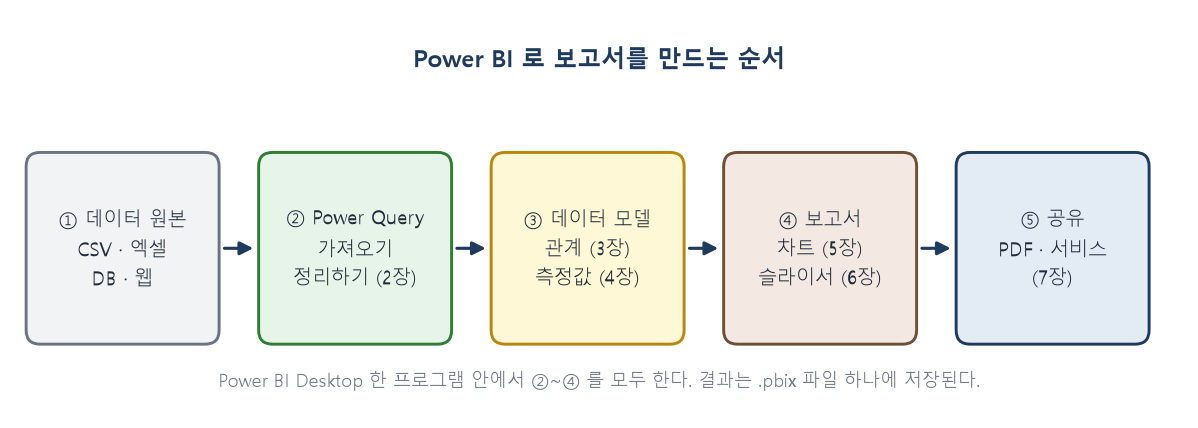 Power BI 로 보고서를 만드는 순서
① 데이터 원본
CSV · 엑셀
DB · 웹
② Power Query
가져오기
정리하기 (2장)
③ 데이터 모델
관계 (3장)
측정값 (4장)
④ 보고서
차트 (5장)
슬라이서 (6장)
⑤ 공유
PDF · 서비스
(7장)
Power BI Desktop 한 프로그램 안에서 ②~④ 를 모두 한다. 결과는 .pbix 파일 하나에 저장된다.